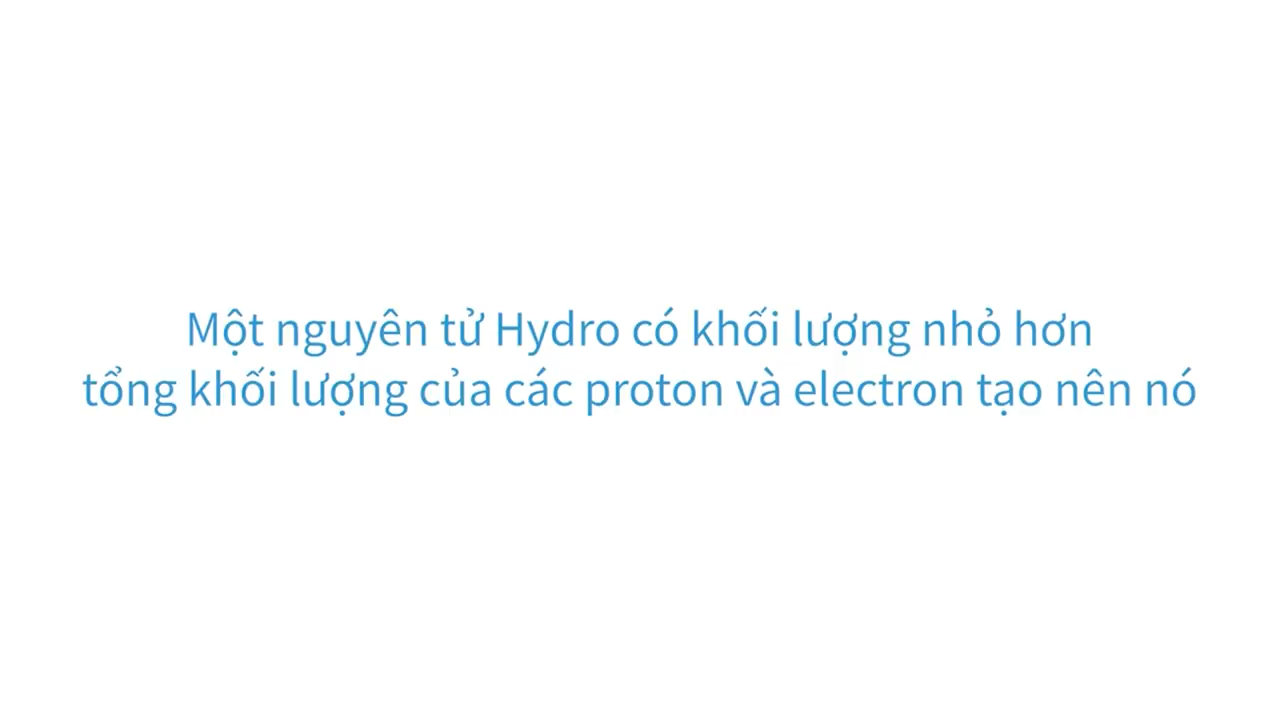 Một nguyên tử Hydro có khối lượng nhỏ hơn
tổng khối lượng của các proton và electron tạo nên nó